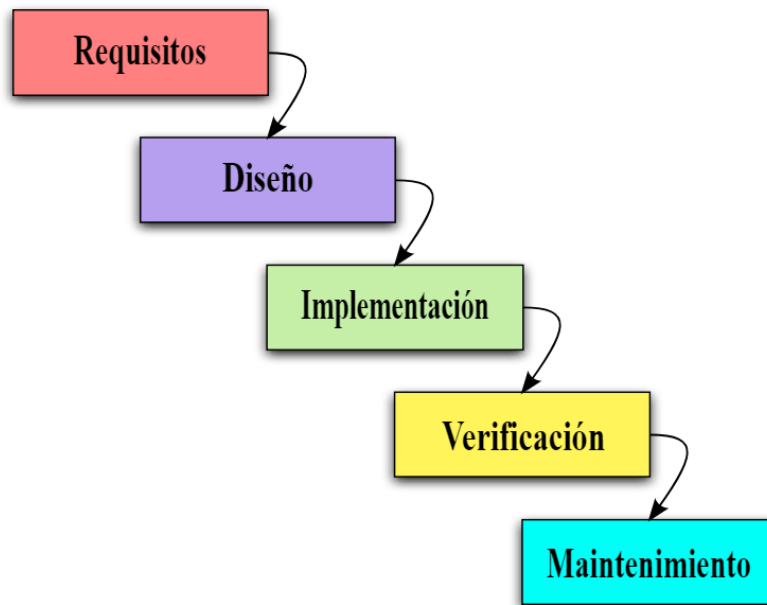 Requisitos
Diseño
Implementación
Verificación
Maintenimiento